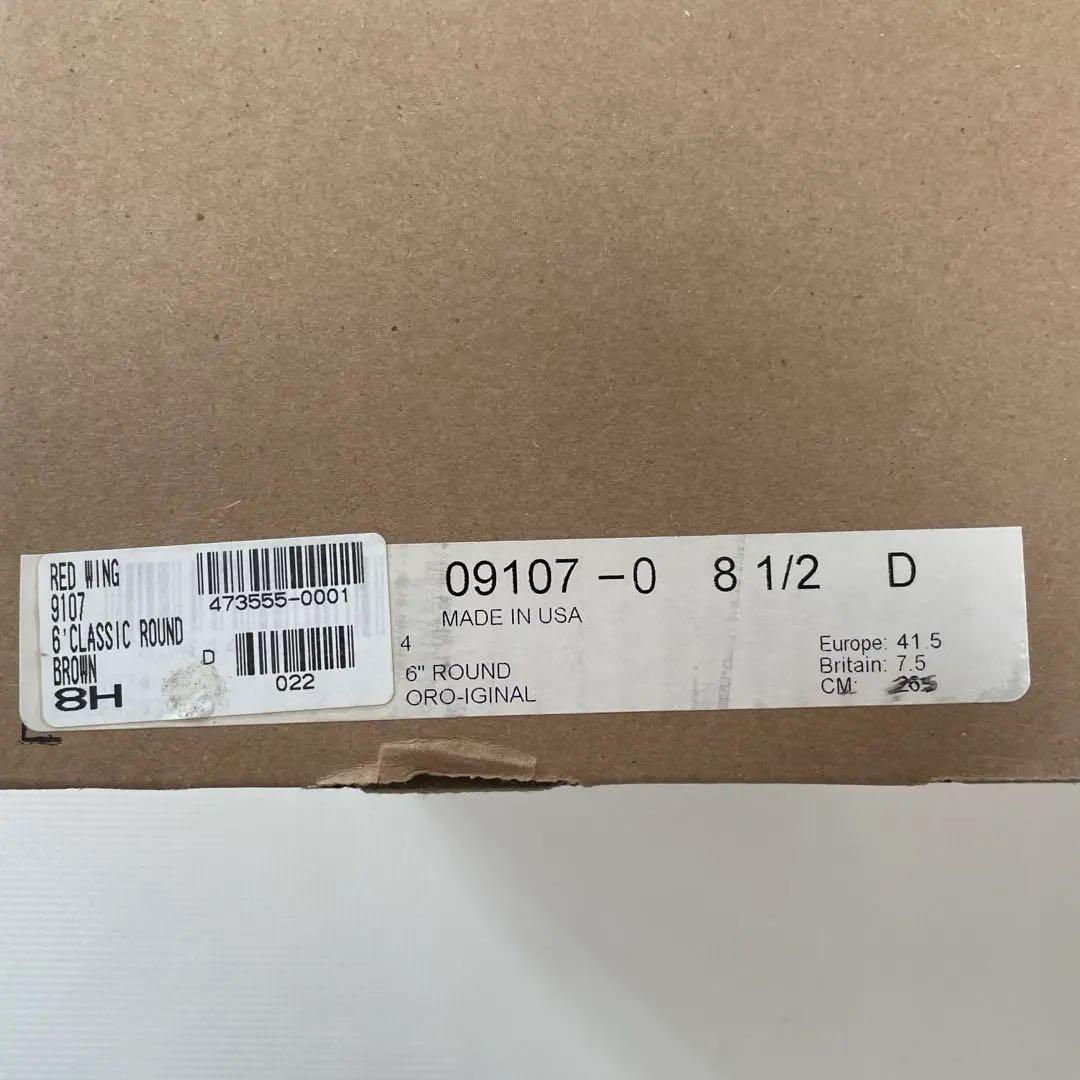 RED WING
9107
6'CLASSIC ROUND
BROWN
8H
473555-0001
D
022
09107 -0 8 1/2 D
MADE IN USA
4
6" ROUND
ORO-IGINAL
Europe: 41.5
Britain: 7.5
CM: